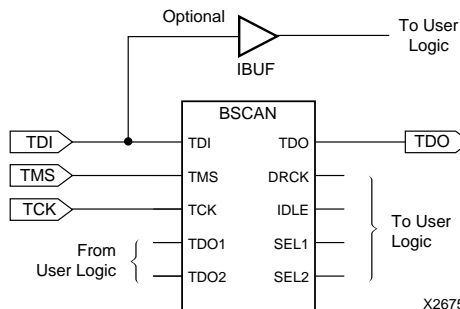 Optional
To User
Logic
IBUF
BSCAN
TDI TDI TDO TDO
TMS TMS DRCK
TCK TCK IDLE
To User
Logic
From
User Logic
TDO1 SEL1
TDO2 SEL2
X2675